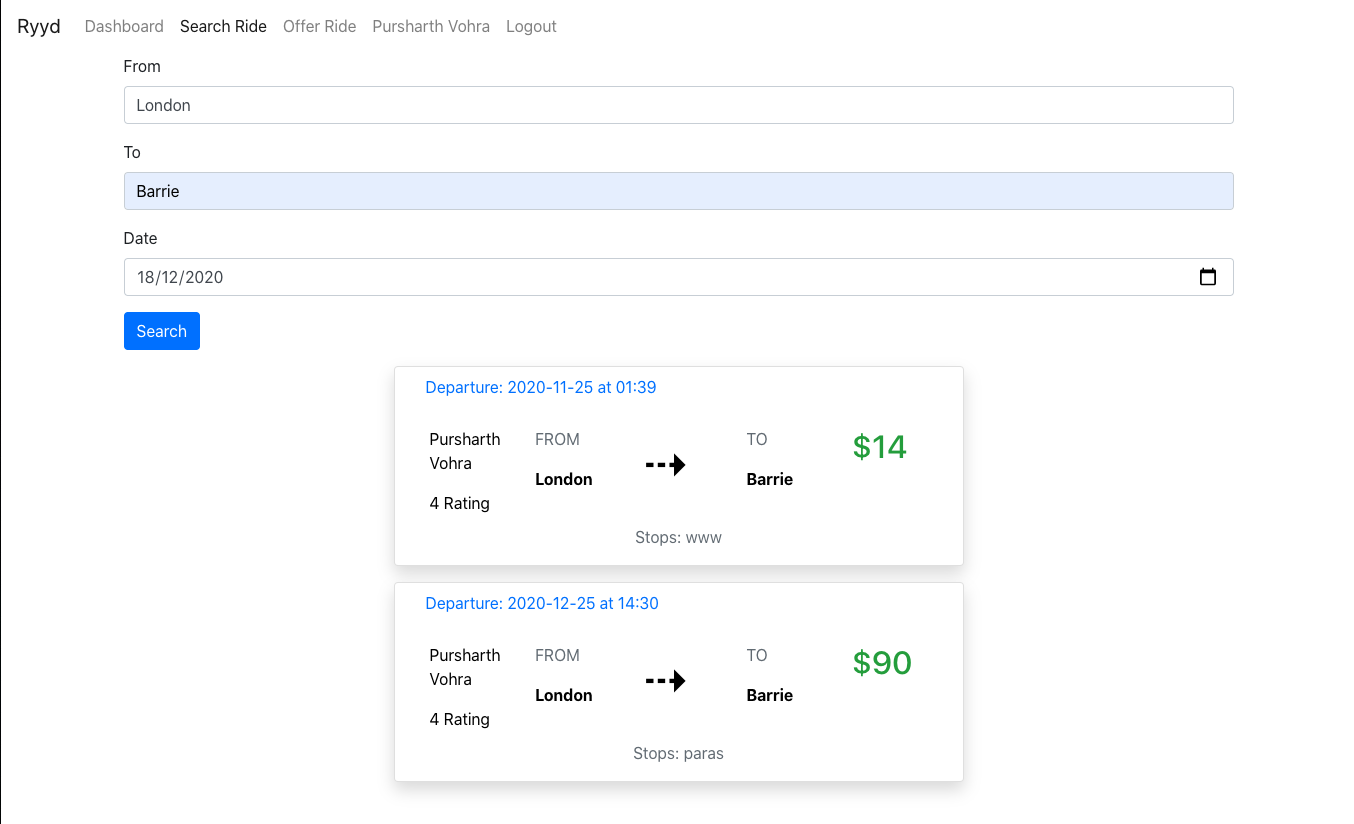 Ryyd Dashboard Search Ride Offer Ride Pursharth Vohra Logout
From
London
To
Barrie
Date
18/12/2020
Search
Departure: 2020-11-25 at 01:39
Pursharth
Vohra
4 Rating
FROM
London
TO
Barrie
$14
Stops: www
Departure: 2020-12-25 at 14:30
Pursharth
Vohra
4 Rating
FROM
London
TO
Barrie
$90
Stops: paras